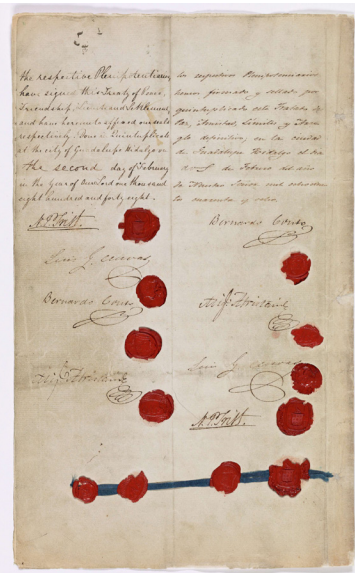 the respective Plenipotentiaries
have signed this Treaty of Peace,
Friendship, Limits and Settlement,
and have hereunto affixed our seals
respectively. Done in Quintuplicate
at the city of Guadalupe Hidalgo on
the second day of February
in the year of Our Lord one thousand
eight hundred and forty eight.
N. P. Trist
Luis G. Cuevas
Bernardo Couto
Migl Atristain
los respectivos Plenipotenciarios
hemos firmado y sellado por
quintuplicado este Tratado de
Paz, Amistad, Límites y Arre
glo definitivo, en la ciudad
de Guadalupe Hidalgo el dia
dos de Febrero del año
de Nuestro Señor mil ochocien
tos cuarenta y ocho.
Bernardo Couto
Migl Atristain
Luis G. Cuevas
N. P. Trist